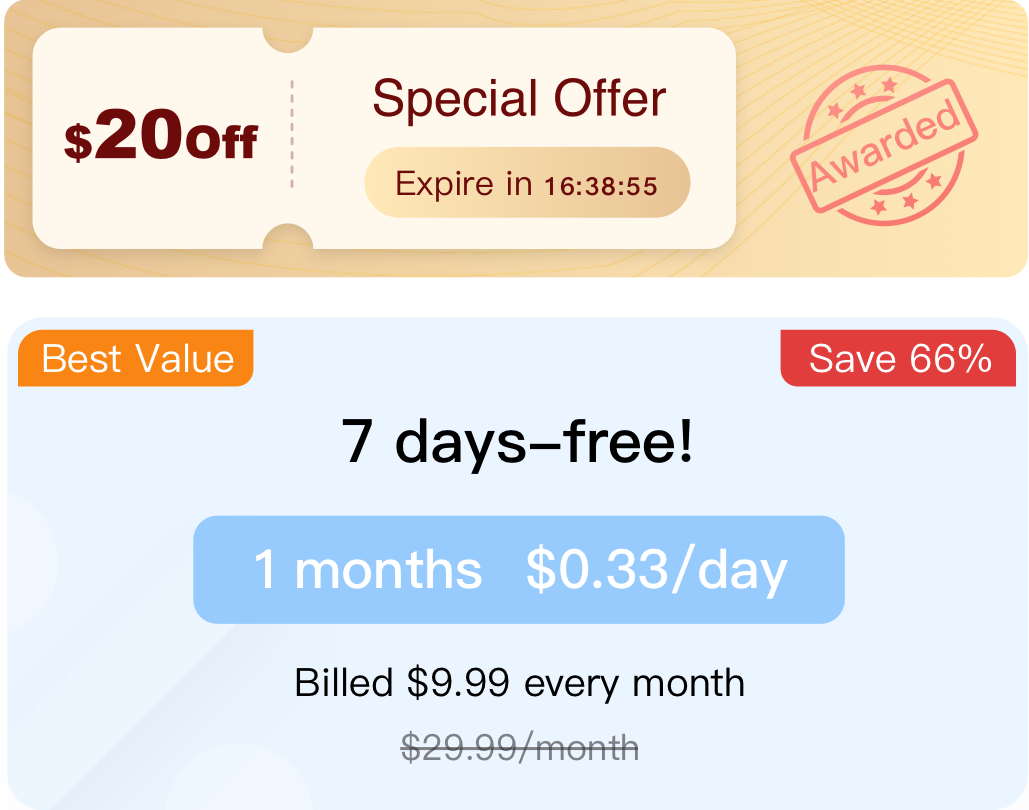 $20Off
Special Offer
Expire in 16:38:55
Awarded
Best Value
Save 66%
7 days–free!
1 months $0.33/day
Billed $9.99 every month
$29.99/month